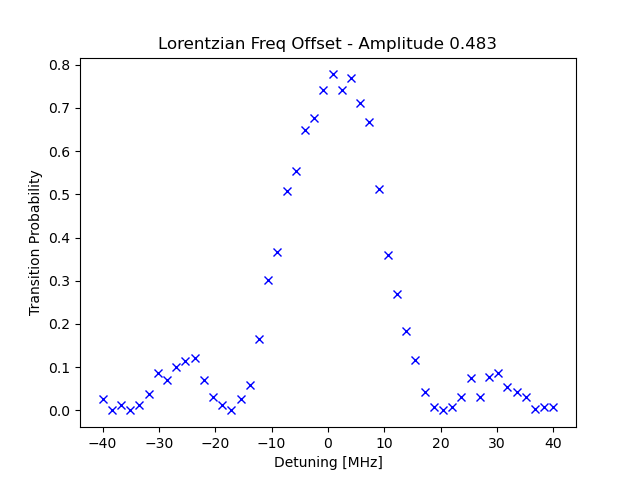 Lorentzian Freq Offset - Amplitude 0.483
Transition Probability
0.8
0.7
0.6
0.5
0.4
0.3
0.2
0.1
0.0
−40 −30 −20 −10 0 10 20 30 40
Detuning [MHz]